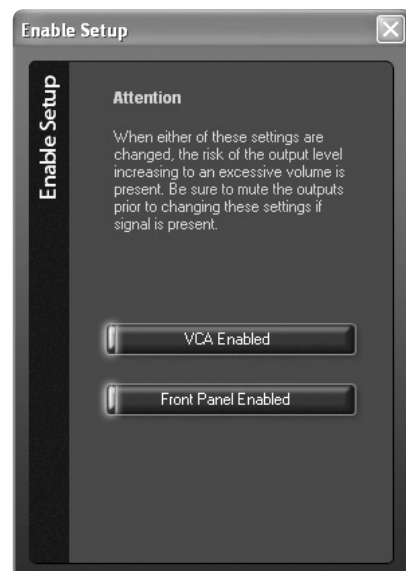 Enable Setup
Enable Setup
Attention
When either of these settings are
changed, the risk of the output level
increasing to an excessive volume is
present. Be sure to mute the outputs
prior to changing these settings if
signal is present.
VCA Enabled
Front Panel Enabled